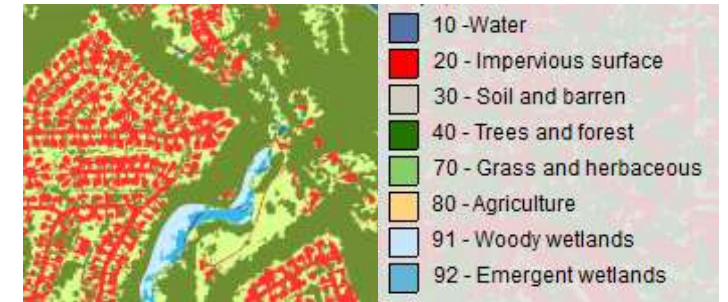 10 -Water
20 - Impervious surface
30 - Soil and barren
40 - Trees and forest
70 - Grass and herbaceous
80 - Agriculture
91 - Woody wetlands
92 - Emergent wetlands